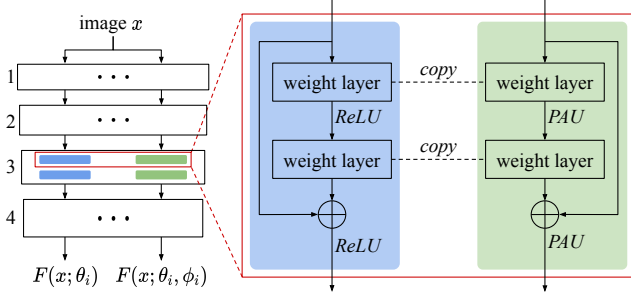 image x
1
2
3
4
F(x; θi) F(x; θi, ϕi)
weight layer copy weight layer
ReLU PAU
weight layer copy weight layer
ReLU PAU